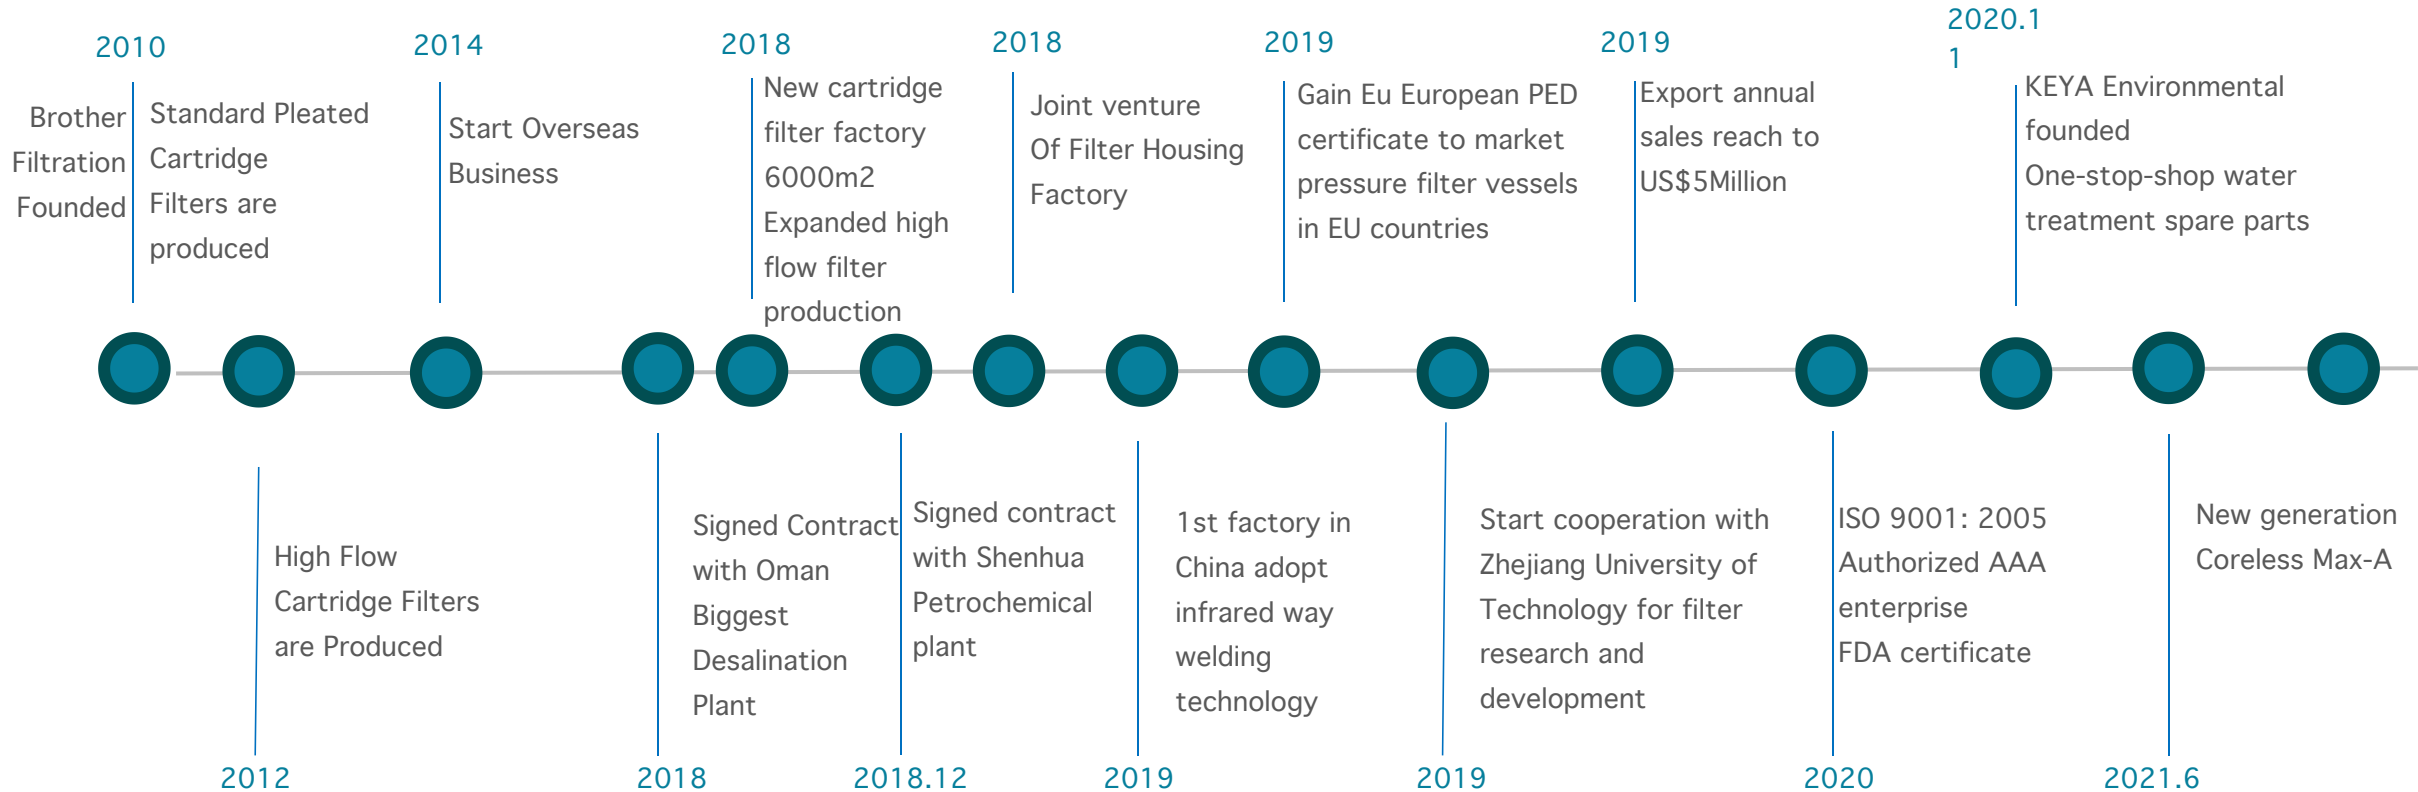 2010
Brother
Filtration
Founded
Standard Pleated
Cartridge
Filters are
produced
2014
Start Overseas
Business
2018
New cartridge
filter factory
6000m2
Expanded high
flow filter
production
2018
Joint venture
Of Filter Housing
Factory
2019
Gain Eu European PED
certificate to market
pressure filter vessels
in EU countries
2019
Export annual
sales reach to
US$5Million
2020.1
1
KEYA Environmental
founded
One-stop-shop water
treatment spare parts
High Flow
Cartridge Filters
are Produced
2012
Signed Contract
with Oman
Biggest
Desalination
Plant
2018
Signed contract
with Shenhua
Petrochemical
plant
2018.12
1st factory in
China adopt
infrared way
welding
technology
2019
Start cooperation with
Zhejiang University of
Technology for filter
research and
development
2019
ISO 9001: 2005
Authorized AAA
enterprise
FDA certificate
2020
New generation
Coreless Max-A
2021.6